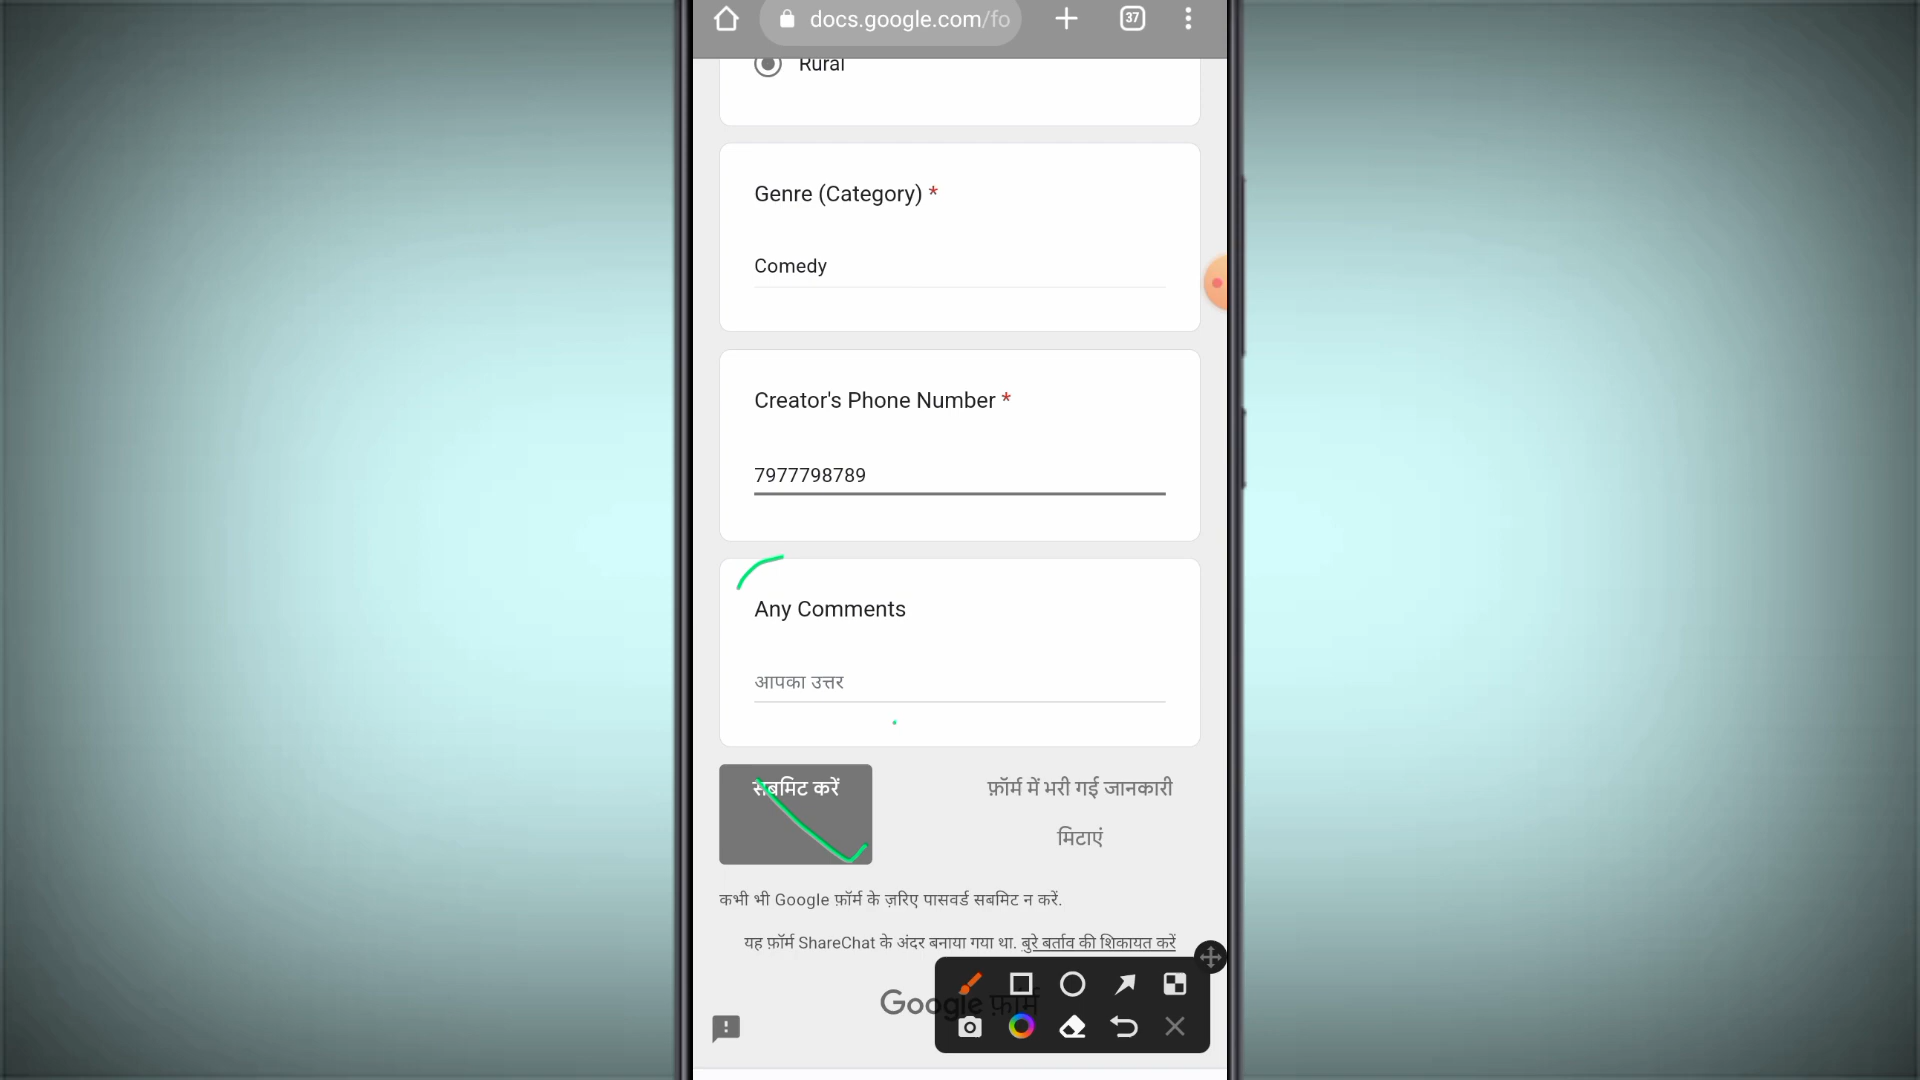 docs.google.com/fo
37
Rural
Genre (Category) *
Comedy
Creator's Phone Number *
7977798789
Any Comments
आपका उत्तर
सबमिट करें
फ़ॉर्म में भरी गई जानकारी
मिटाएं
कभी भी Google फ़ॉर्म के ज़रिए पासवर्ड सबमिट न करें.
यह फ़ॉर्म ShareChat के अंदर बनाया गया था. बुरे बर्ताव की शिकायत करें
Google फ़ॉर्म